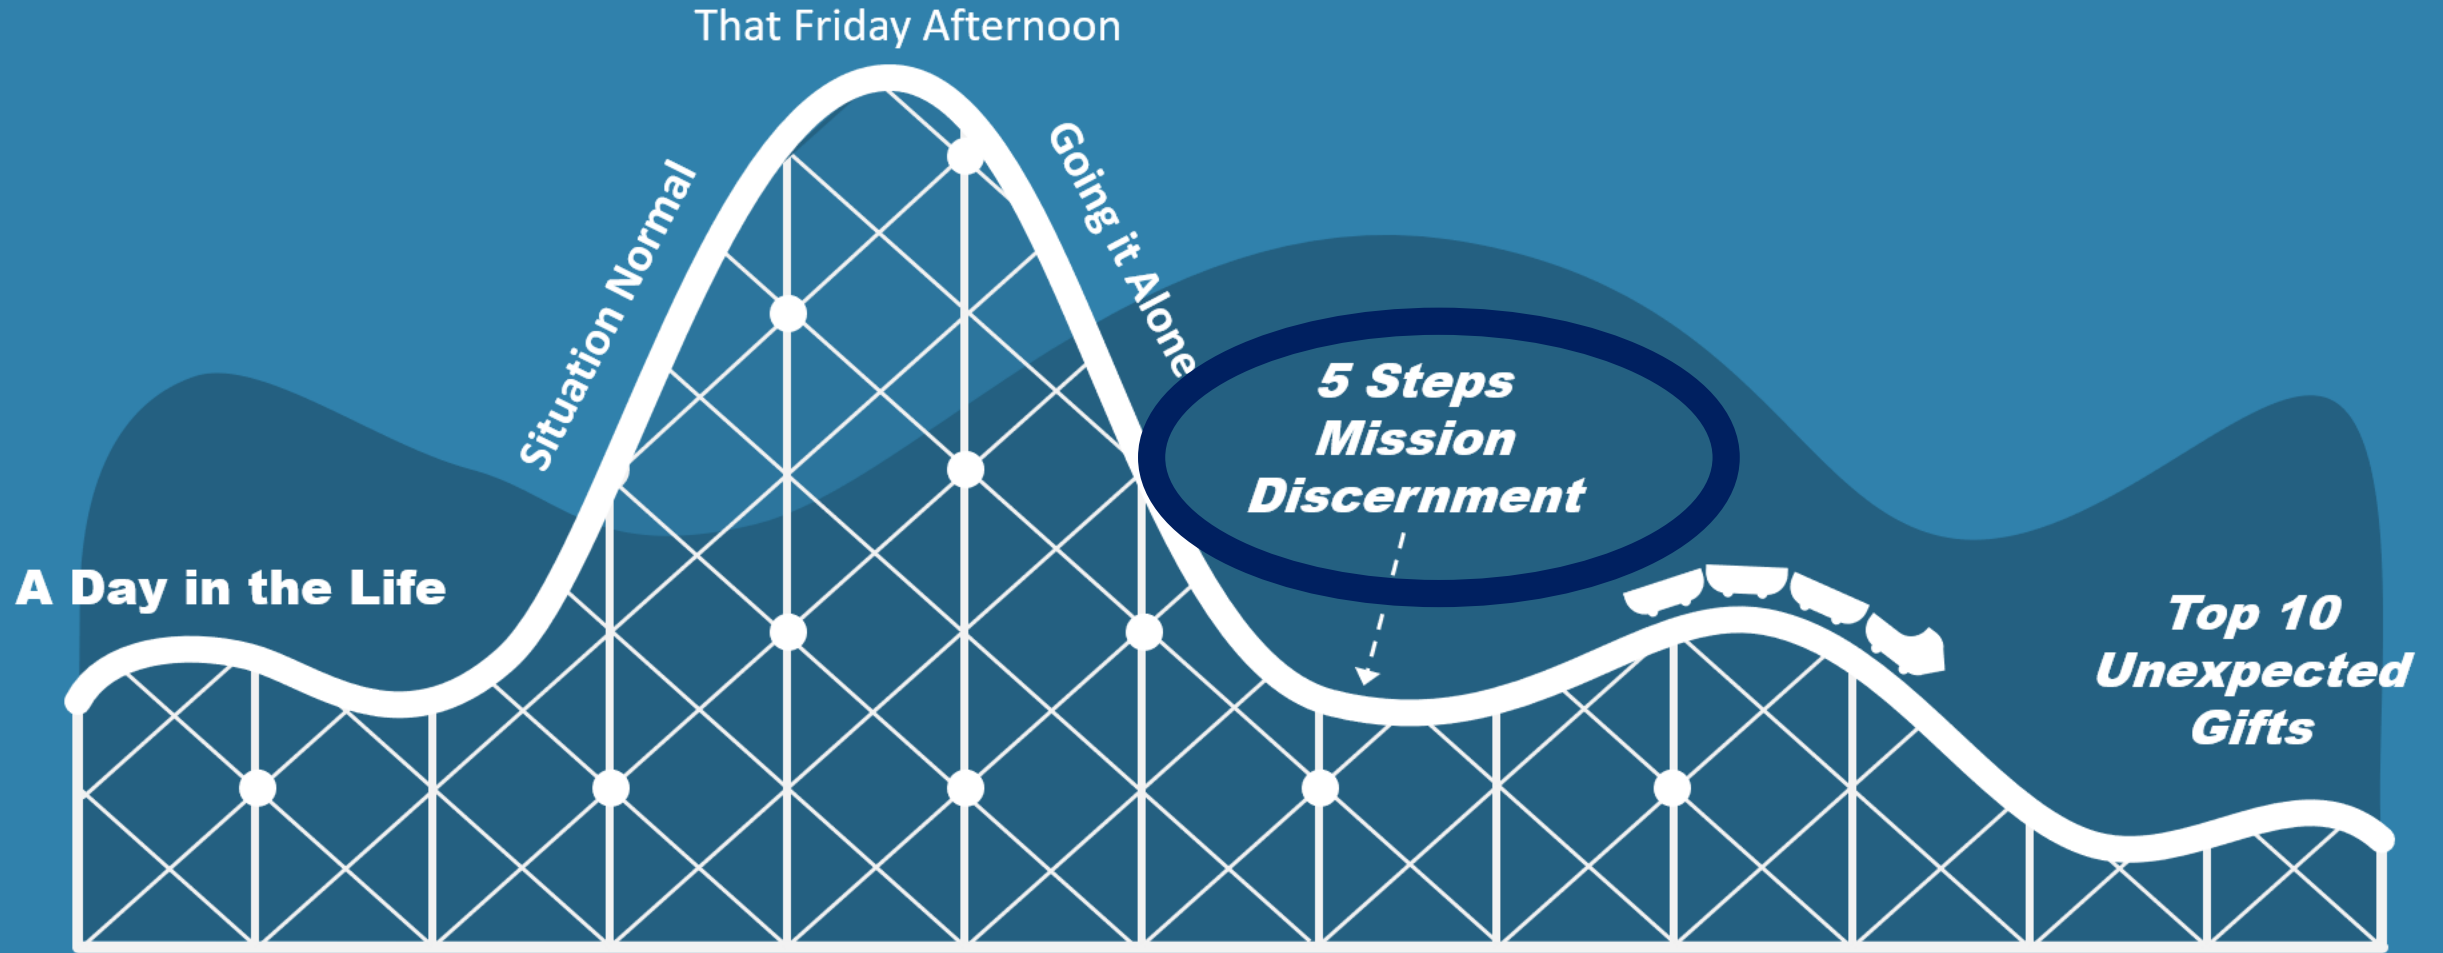 That Friday Afternoon
Situation Normal
Going it Alone
5 Steps
Mission
Discernment
A Day in the Life
Top 10
Unexpected
Gifts